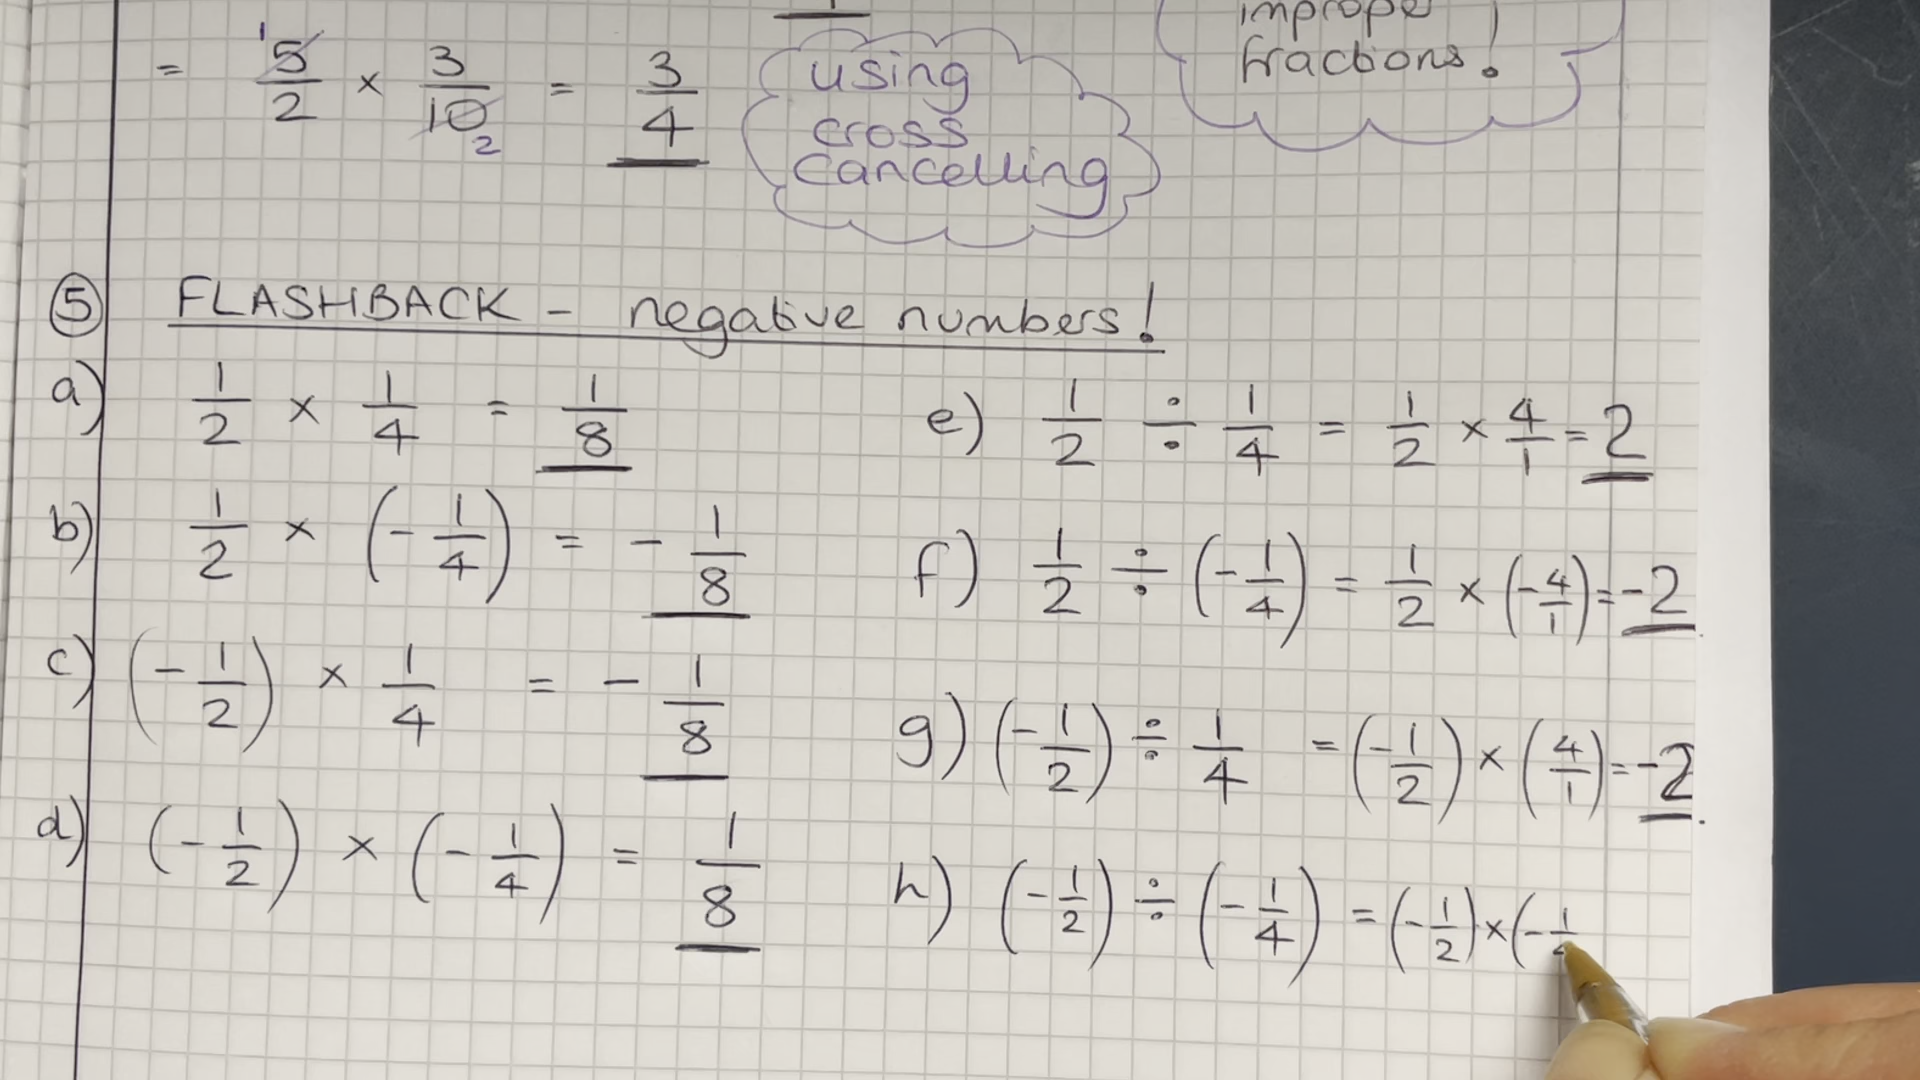 improper
fractions!
= ¹5/2 × 3/10 ₂ = 3/4
using
cross
cancelling
⑤ FLASHBACK - negative numbers!
a) 1/2 × 1/4 = 1/8
b) 1/2 × (-1/4) = -1/8
c) (-1/2) × 1/4 = -1/8
d) (-1/2) × (-1/4) = 1/8
e) 1/2 ÷ 1/4 = 1/2 × 4/1 = 2
f) 1/2 ÷ (-1/4) = 1/2 × (-4/1) = -2
g) (-1/2) ÷ 1/4 = (-1/2) × (4/1) = -2
h) (-1/2) ÷ (-1/4) = (-1/2) × (-1/